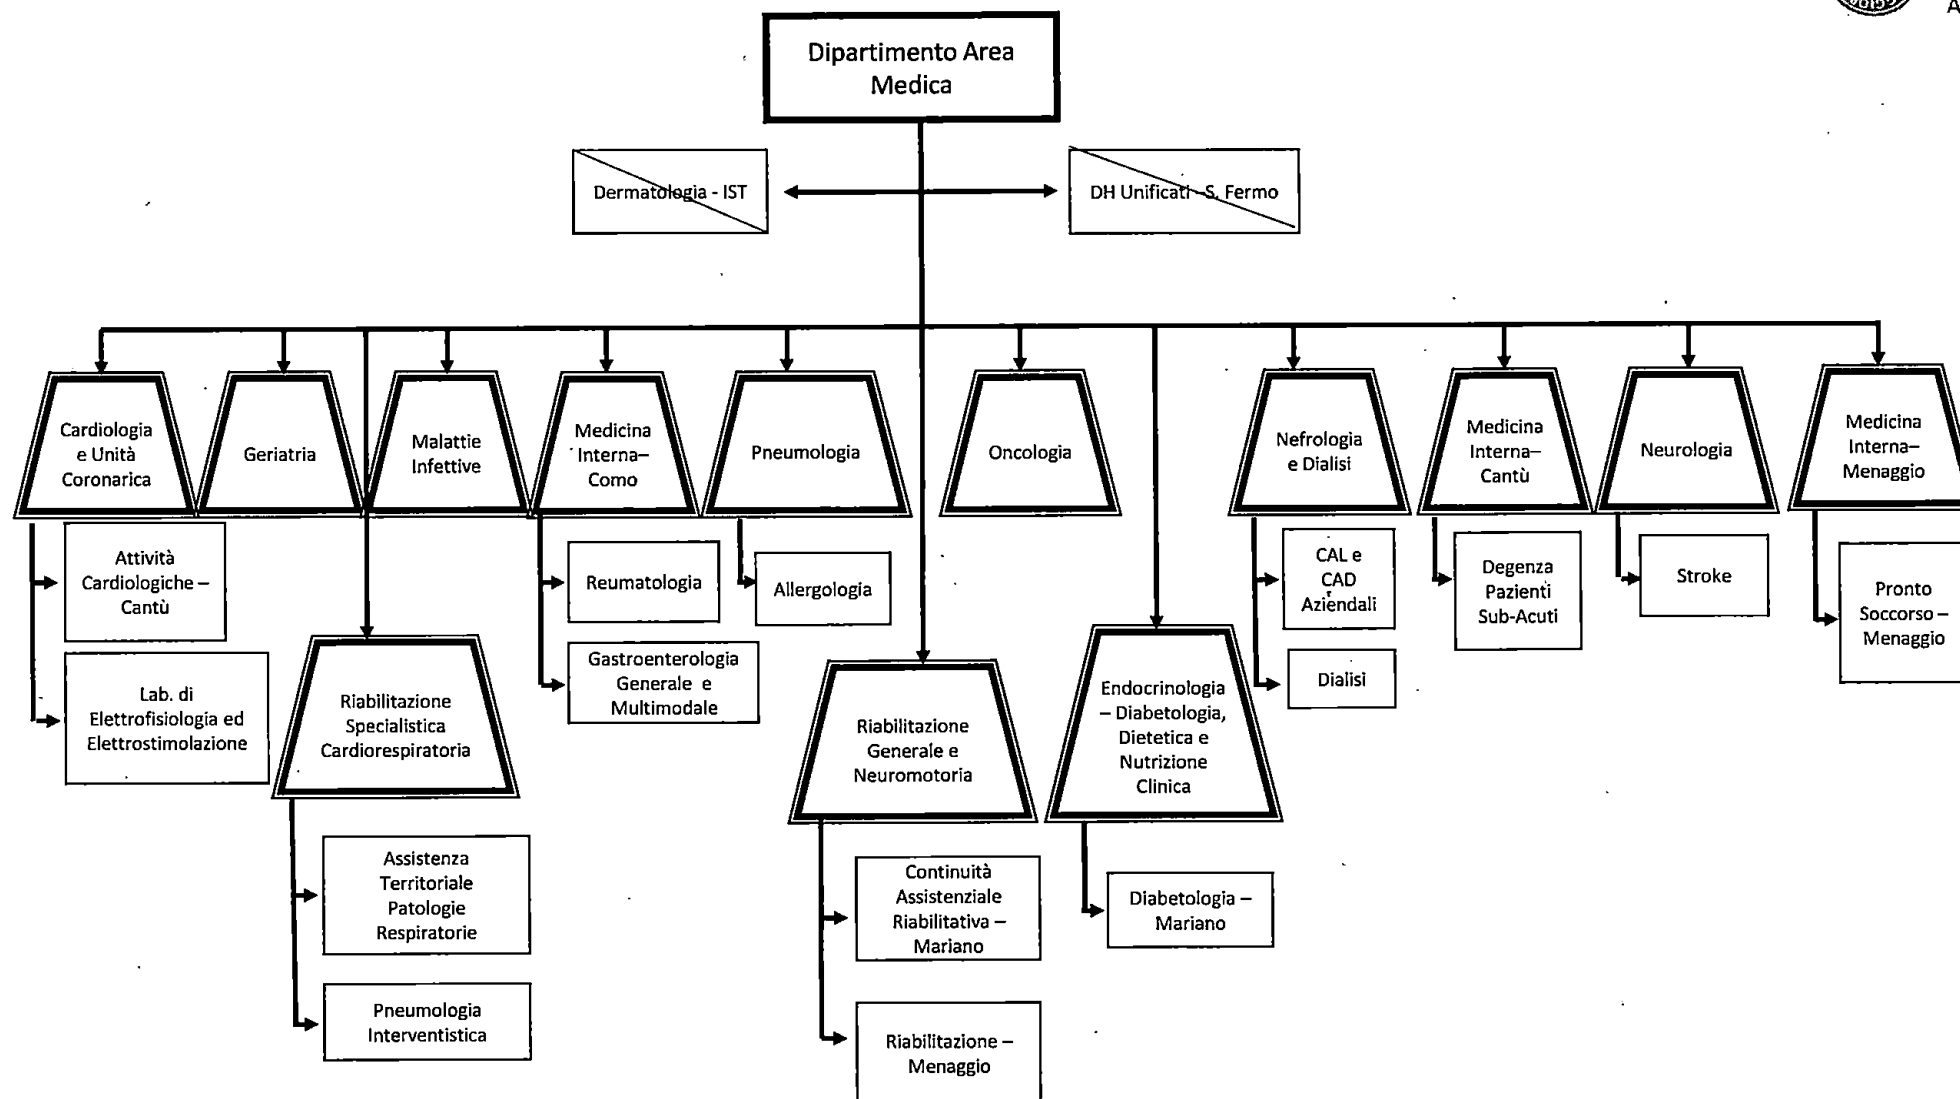 Dipartimento Area
Medica
Dermatologia - IST
DH Unificati -S. Fermo
Cardiologia
e Unità
Coronarica
Geriatria
Malattie
Infettive
Medicina
Interna–
Como
Pneumologia
Oncologia
Nefrologia
e Dialisi
Medicina
Interna–
Cantù
Neurologia
Medicina
Interna–
Menaggio
Attività
Cardiologiche –
Cantù
Lab. di
Elettrofisiologia ed
Elettrostimolazione
Reumatologia
Gastroenterologia
Generale e
Multimodale
Allergologia
CAL e
CAD
Aziendali
Dialisi
Degenza
Pazienti
Sub-Acuti
Stroke
Pronto
Soccorso –
Menaggio
Riabilitazione
Specialistica
Cardiorespiratoria
Riabilitazione
Generale e
Neuromotoria
Endocrinologia
– Diabetologia,
Dietetica e
Nutrizione
Clinica
Assistenza
Territoriale
Patologie
Respiratorie
Pneumologia
Interventistica
Continuità
Assistenziale
Riabilitativa –
Mariano
Riabilitazione –
Menaggio
Diabetologia –
Mariano